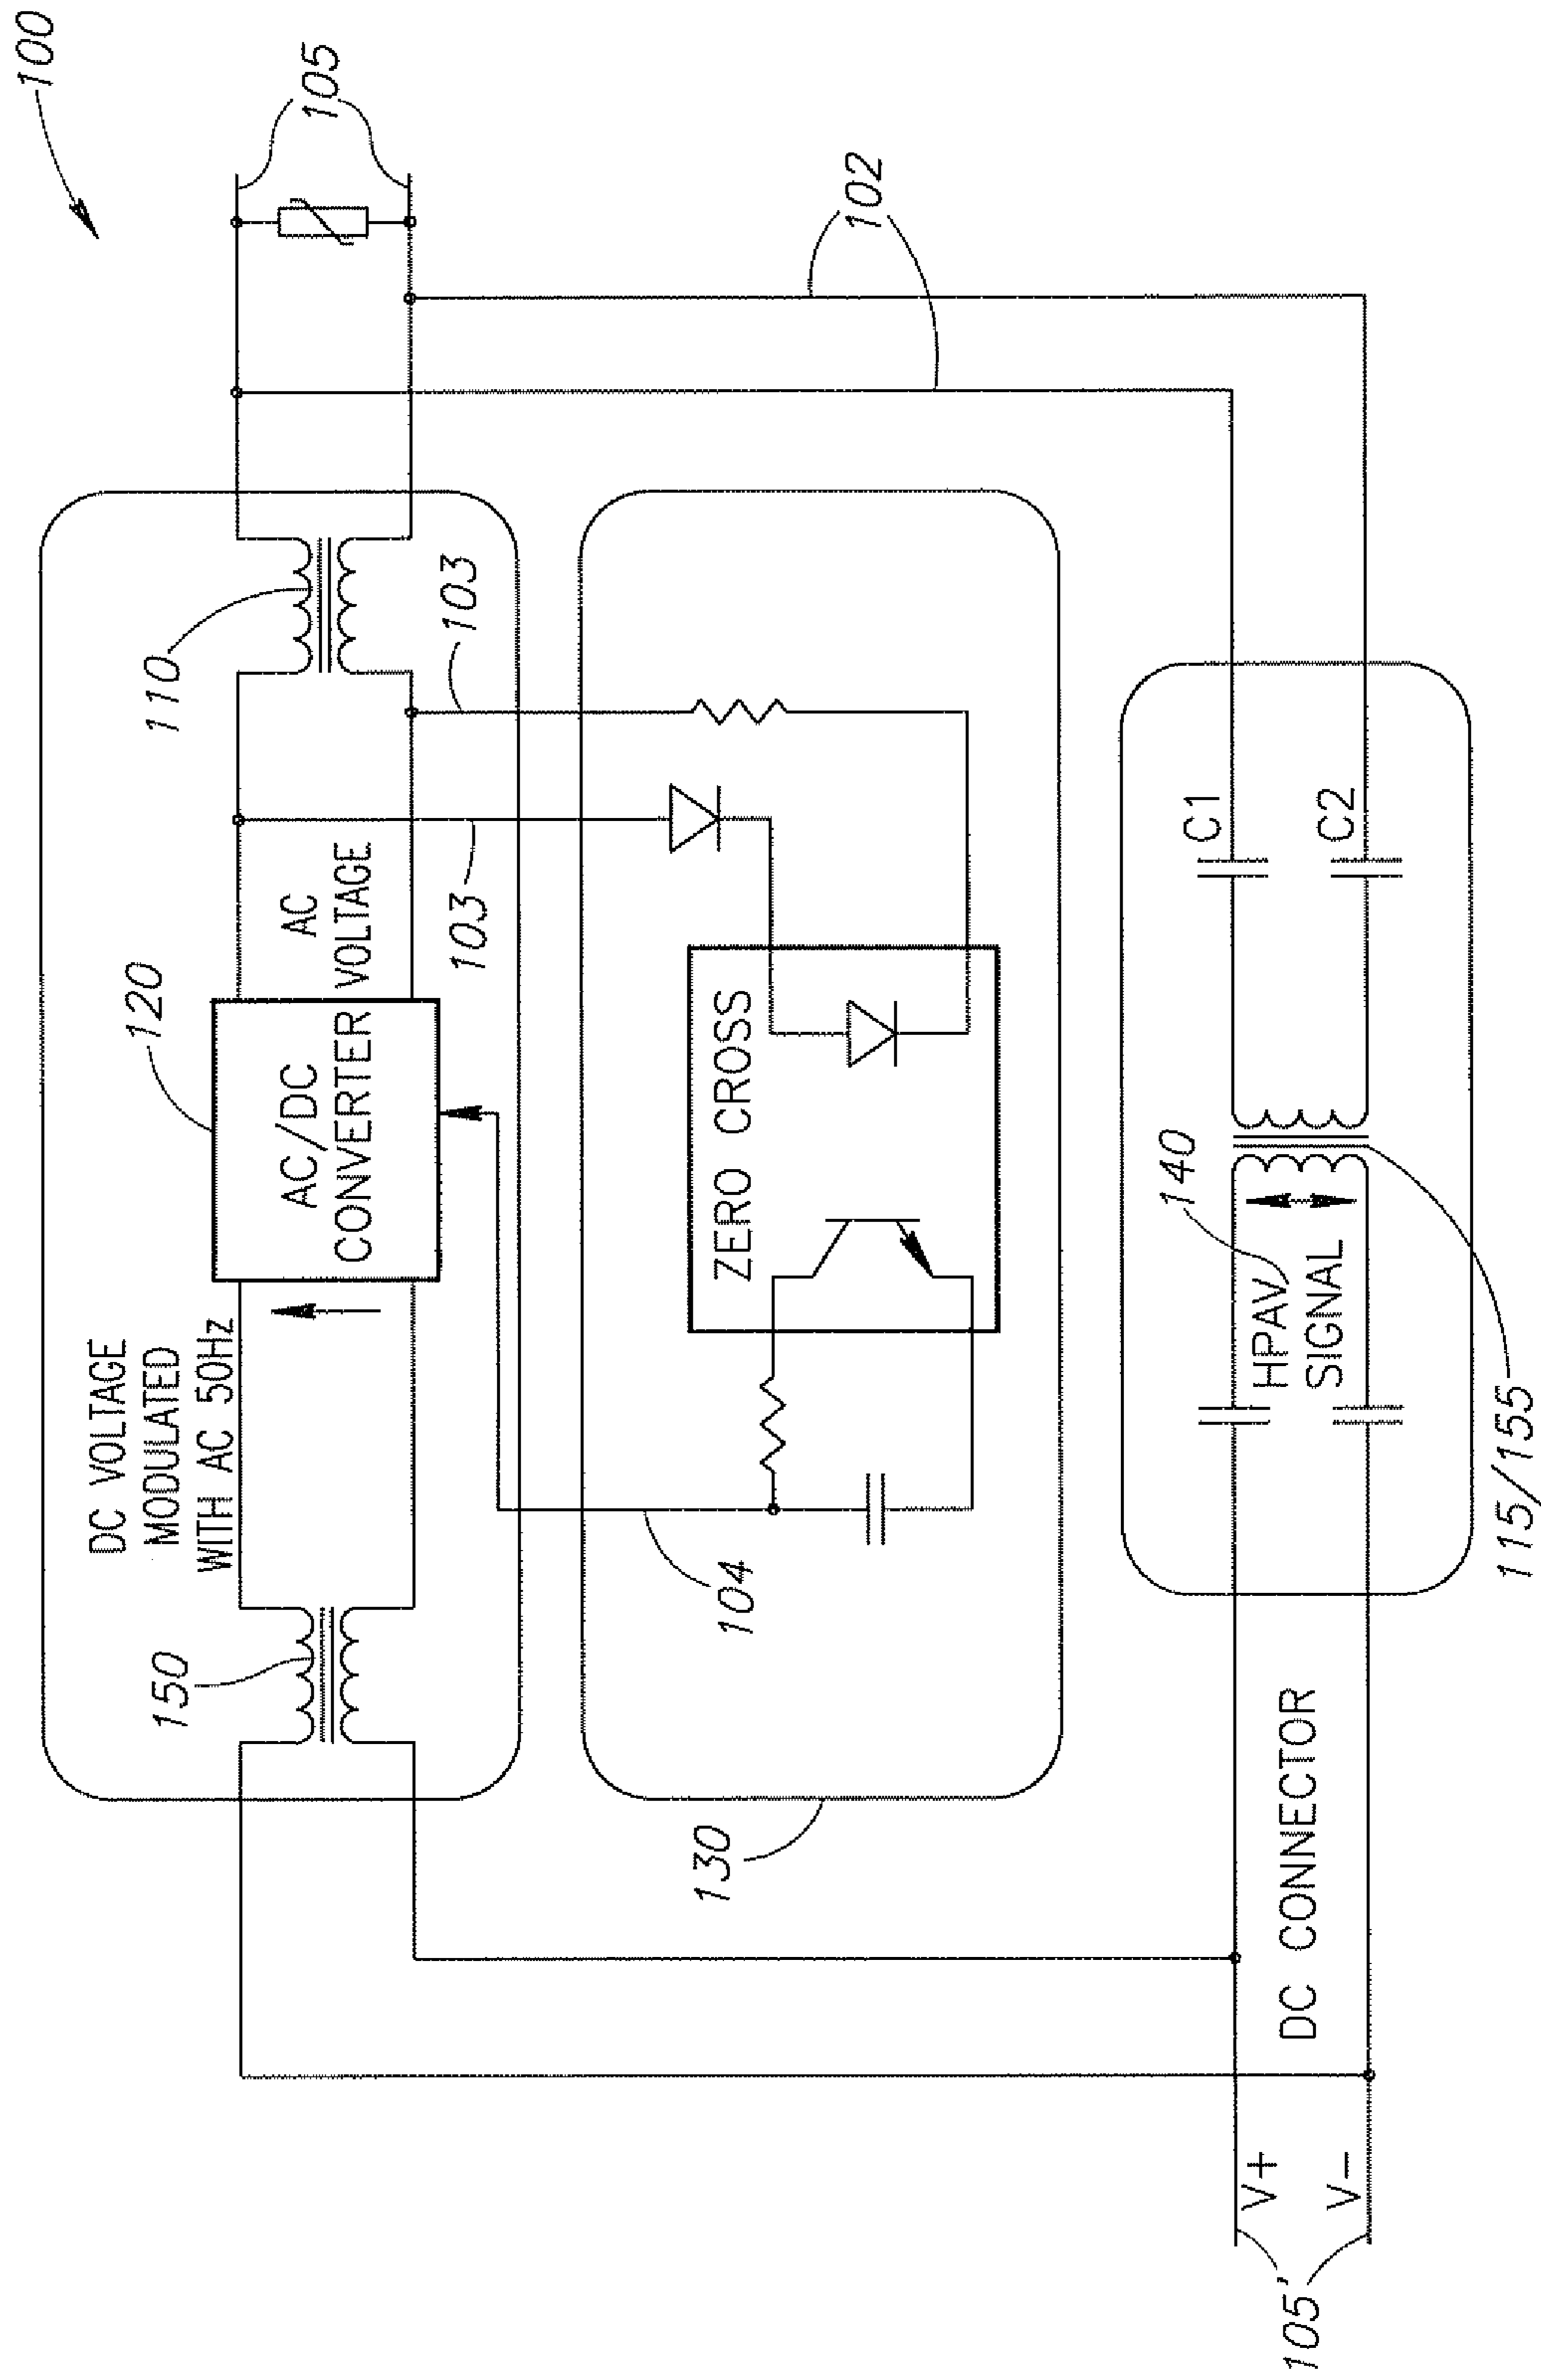 100
105
102
110
103
103
120
AC/DC
CONVERTER
AC
VOLTAGE
DC VOLTAGE
MODULATED
WITH AC 50Hz
150
ZERO CROSS
104
130
C1
C2
140
HPAV
SIGNAL
115/155
DC CONNECTOR
V+
V−
105'